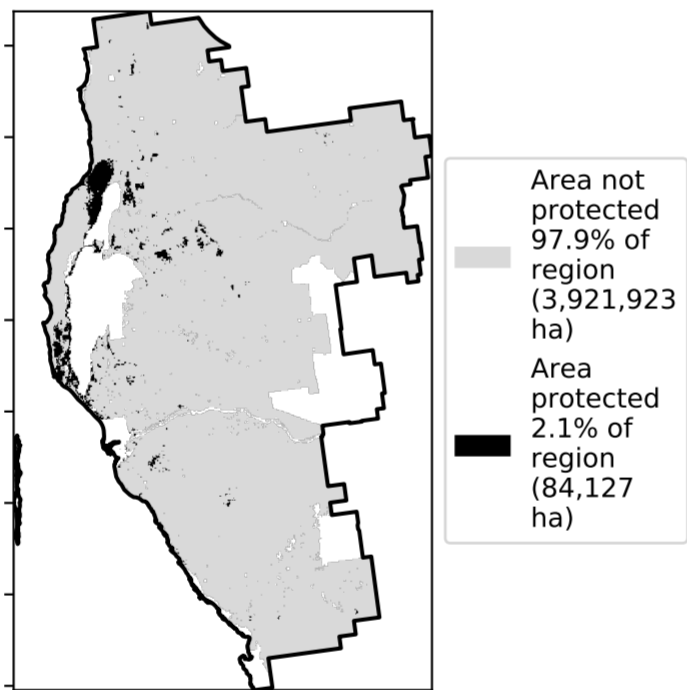 Area not
protected
97.9% of
region
(3,921,923
ha)
Area
protected
2.1% of
region
(84,127
ha)